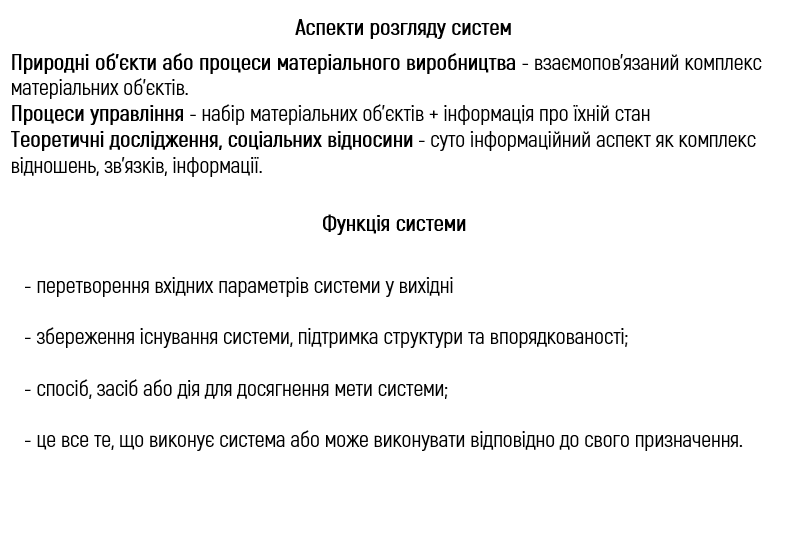 Аспекти розгляду систем
Природні об'єкти або процеси матеріального виробництва - взаємопов'язаний комплекс
матеріальних об'єктів.
Процеси управління - набір матеріальних об'єктів + інформація про їхній стан
Теоретичні дослідження, соціальних відносини - суто інформаційний аспект як комплекс
відношень, зв'язків, інформації.
Функція системи
- перетворення вхідних параметрів системи у вихідні
- збереження існування системи, підтримка структури та впорядкованості;
- спосіб, засіб або дія для досягнення мети системи;
- це все те, що виконує система або може виконувати відповідно до свого призначення.